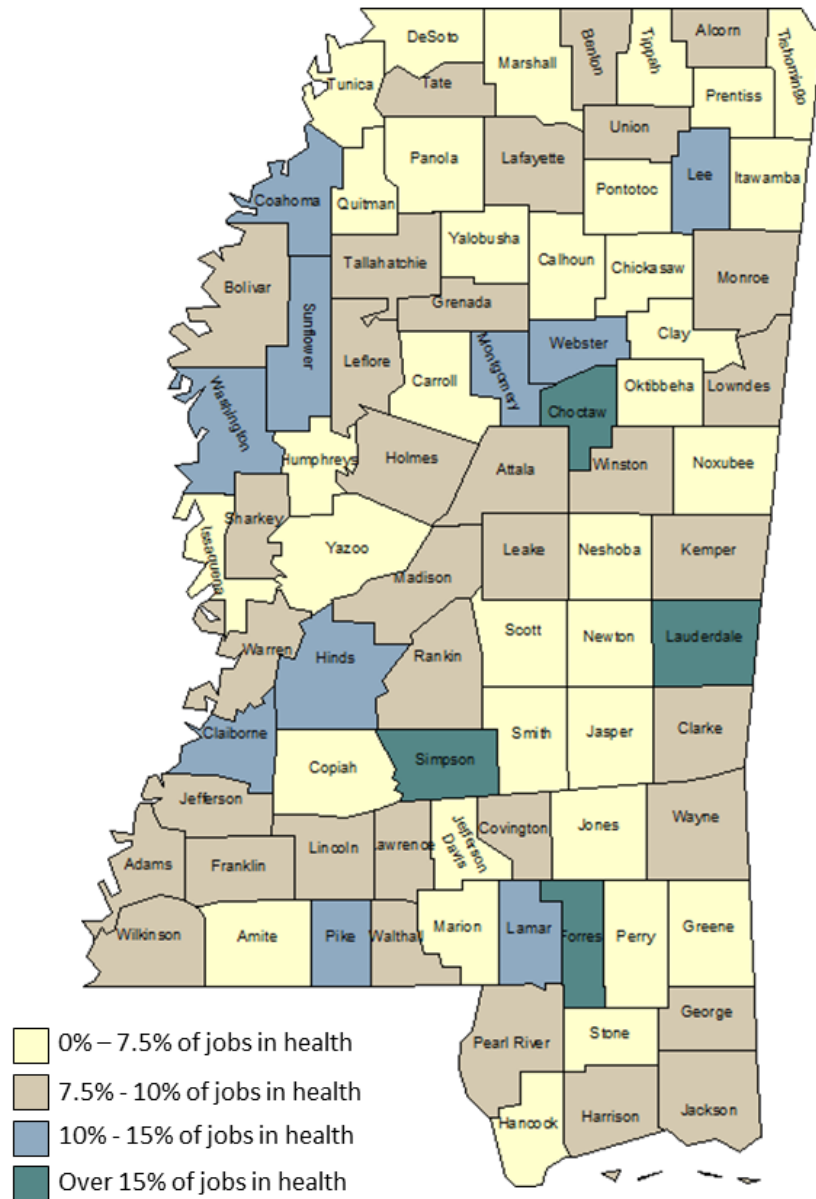 DeSoto
Marshall
Benton
Tippah
Alcorn
Tishomingo
Tunica
Tate
Prentiss
Union
Panola
Lafayette
Lee
Itawamba
Pontotoc
Coahoma
Quitman
Yalobusha
Calhoun
Chickasaw
Tallahatchie
Monroe
Bolivar
Grenada
Sunflower
Clay
Webster
Montgomery
Leflore
Carroll
Oktibbeha
Lowndes
Washington
Choctaw
Humphreys
Holmes
Attala
Winston
Noxubee
Sharkey
Issaquena
Yazoo
Leake
Neshoba
Kemper
Madison
Scott
Newton
Lauderdale
Warren
Hinds
Rankin
Claiborne
Smith
Jasper
Clarke
Simpson
Copiah
Jefferson
Jefferson
Davis
Covington
Jones
Wayne
Lincoln
Lawrence
Adams
Franklin
Wilkinson
Amite
Pike
Walthall
Marion
Lamar
Forres
Perry
Greene
George
Pearl River
Stone
Hancock
Harrison
Jackson
0% – 7.5% of jobs in health
7.5% - 10% of jobs in health
10% - 15% of jobs in health
Over 15% of jobs in health